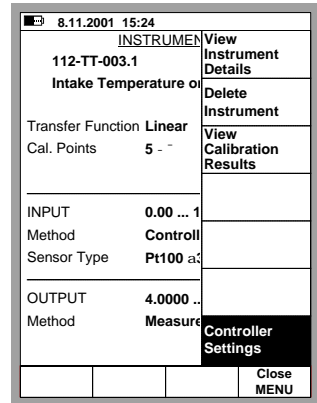 8.11.2001 15:24
INSTRUMEN
112-TT-003.1
Intake Temperature o
Transfer Function Linear
Cal. Points 5 - -
INPUT 0.00 ... 1
Method Controll
Sensor Type Pt100 a3
OUTPUT 4.0000 ..
Method Measure
View
Instrument
Details
Delete
Instrument
View
Calibration
Results
Controller
Settings
Close
MENU